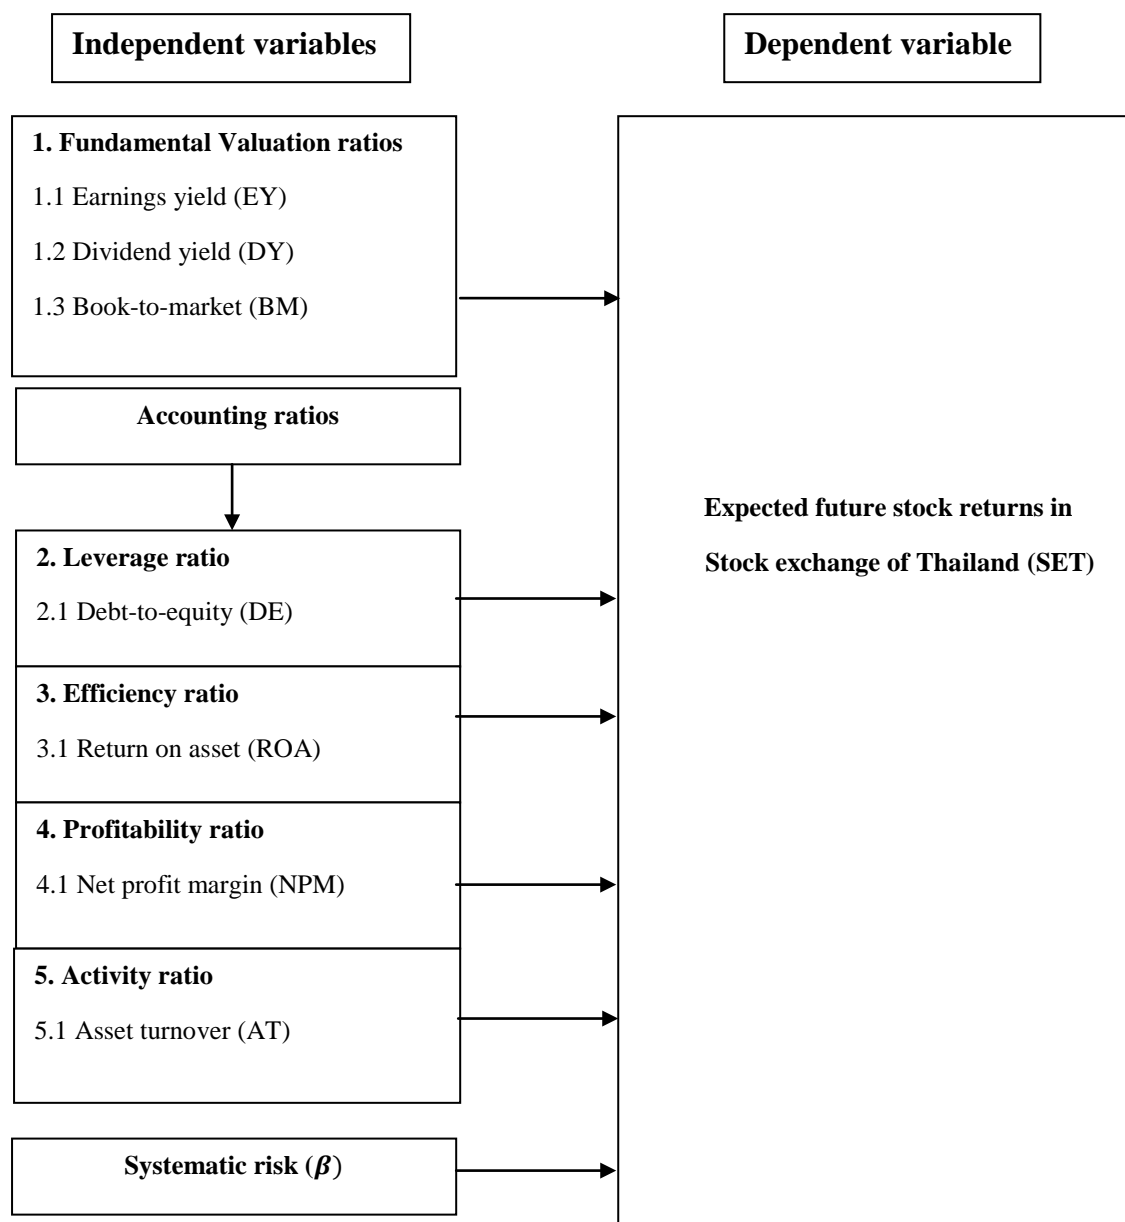 Independent variables
Dependent variable
1. Fundamental Valuation ratios
1.1 Earnings yield (EY)
1.2 Dividend yield (DY)
1.3 Book-to-market (BM)
Accounting ratios
2. Leverage ratio
2.1 Debt-to-equity (DE)
3. Efficiency ratio
3.1 Return on asset (ROA)
4. Profitability ratio
4.1 Net profit margin (NPM)
5. Activity ratio
5.1 Asset turnover (AT)
Systematic risk (β)
Expected future stock returns in
Stock exchange of Thailand (SET)